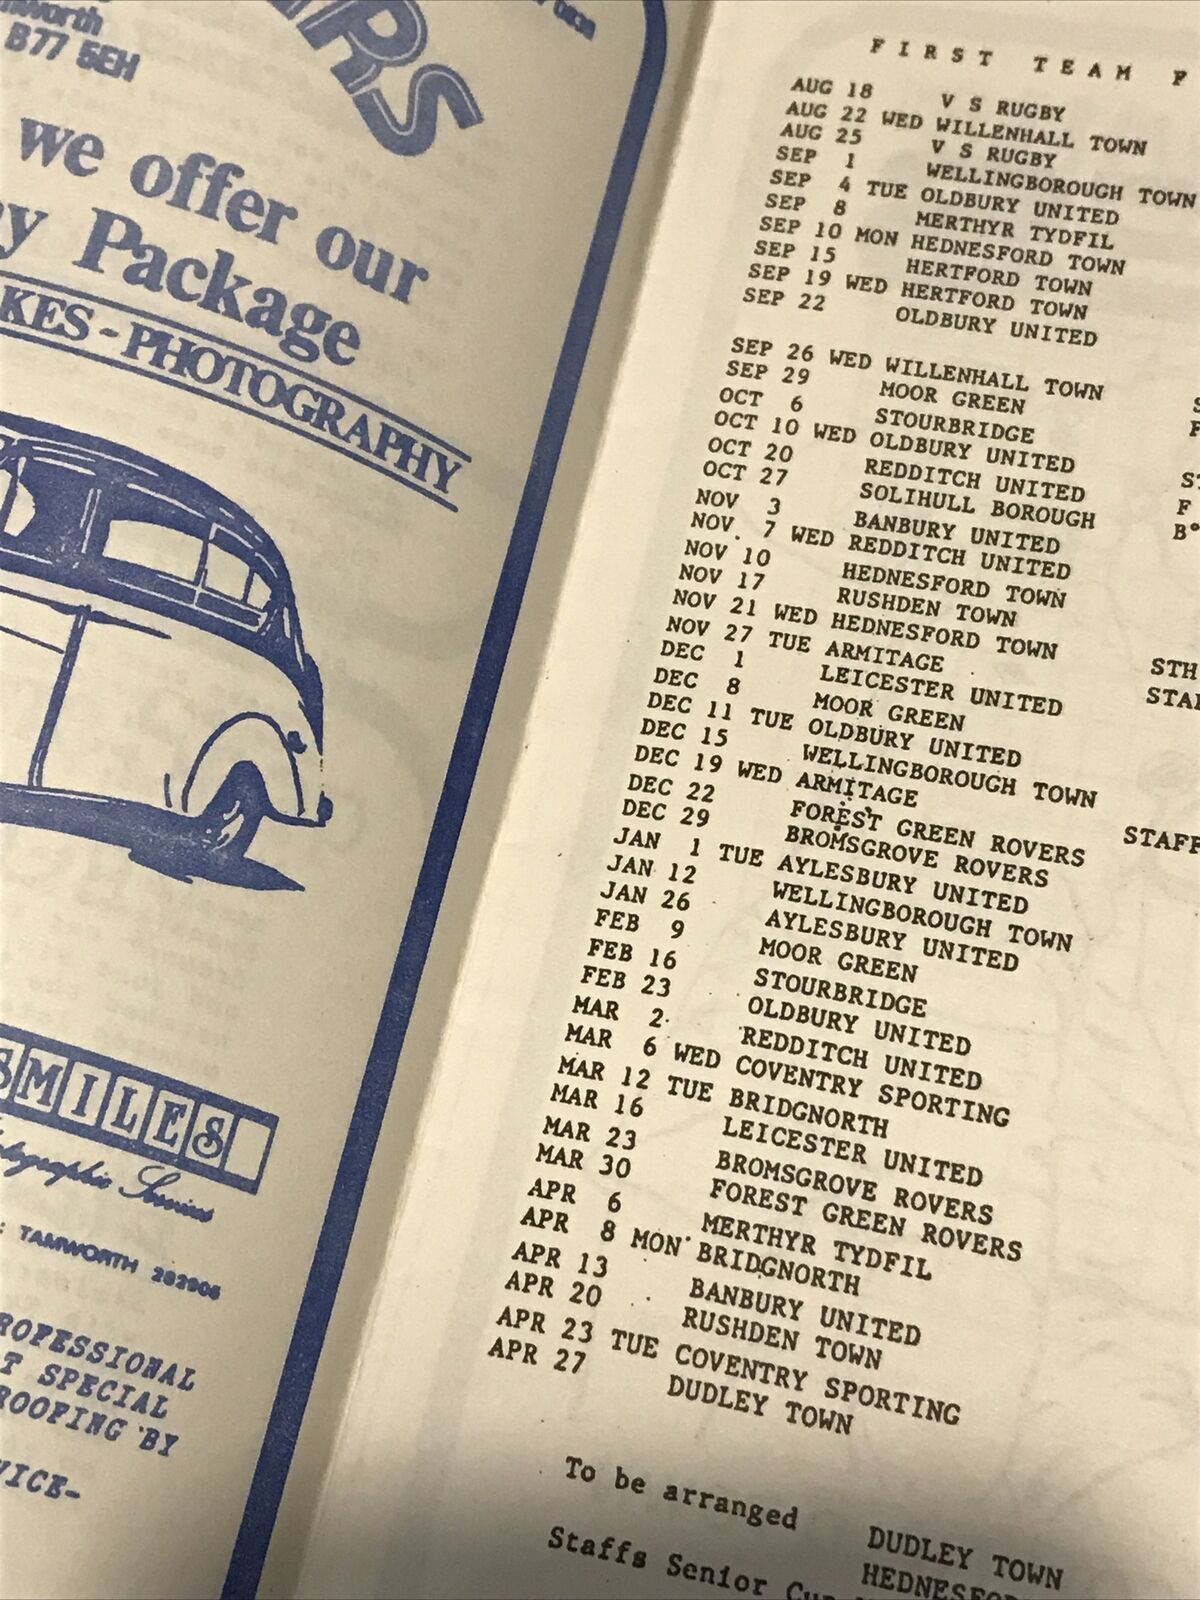 worth
B77 5EH
we offer our
Package
KES - PHOTOGRAPHY
SMILES
Services
TAMWORTH 282905
ROFESSIONAL
T SPECIAL
ROOFING BY
VICE-
FIRST TEAM F
AUG 18 V S RUGBY
AUG 22 WED WILLENHALL TOWN
AUG 25 V S RUGBY
SEP 1 WELLINGBOROUGH TOWN
SEP 4 TUE OLDBURY UNITED
SEP 8 MERTHYR TYDFIL
SEP 10 MON HEDNESFORD TOWN
SEP 15 HERTFORD TOWN
SEP 19 WED HERTFORD TOWN
SEP 22 OLDBURY UNITED
SEP 26 WED WILLENHALL TOWN
SEP 29 MOOR GREEN
OCT 6 STOURBRIDGE
OCT 10 WED OLDBURY UNITED
OCT 20 REDDITCH UNITED
OCT 27 SOLIHULL BOROUGH
NOV 3 BANBURY UNITED
NOV. 7 WED REDDITCH UNITED
NOV 10 HEDNESFORD TOWN
NOV 17 RUSHDEN TOWN
NOV 21 WED HEDNESFORD TOWN STH
NOV 27 TUE ARMITAGE STA
DEC 1 LEICESTER UNITED
DEC 8 MOOR GREEN
DEC 11 TUE OLDBURY UNITED
DEC 15 WELLINGBOROUGH TOWN
DEC 19 WED ARMITAGE STAFF
DEC 22 FOREST GREEN ROVERS
DEC 29 BROMSGROVE ROVERS
JAN 1 TUE AYLESBURY UNITED
JAN 12 WELLINGBOROUGH TOWN
JAN 26 AYLESBURY UNITED
FEB 9 MOOR GREEN
FEB 16 STOURBRIDGE
FEB 23 OLDBURY UNITED
MAR 2 REDDITCH UNITED
MAR 6 WED COVENTRY SPORTING
MAR 12 TUE BRIDGNORTH
MAR 16 LEICESTER UNITED
MAR 23 BROMSGROVE ROVERS
MAR 30 FOREST GREEN ROVERS
APR 6 MERTHYR TYDFIL
APR 8 MON BRIDGNORTH
APR 13 BANBURY UNITED
APR 20 RUSHDEN TOWN
APR 23 TUE COVENTRY SPORTING
APR 27 DUDLEY TOWN
To be arranged DUDLEY TOWN
Staffs Senior Cup HEDNESFOR